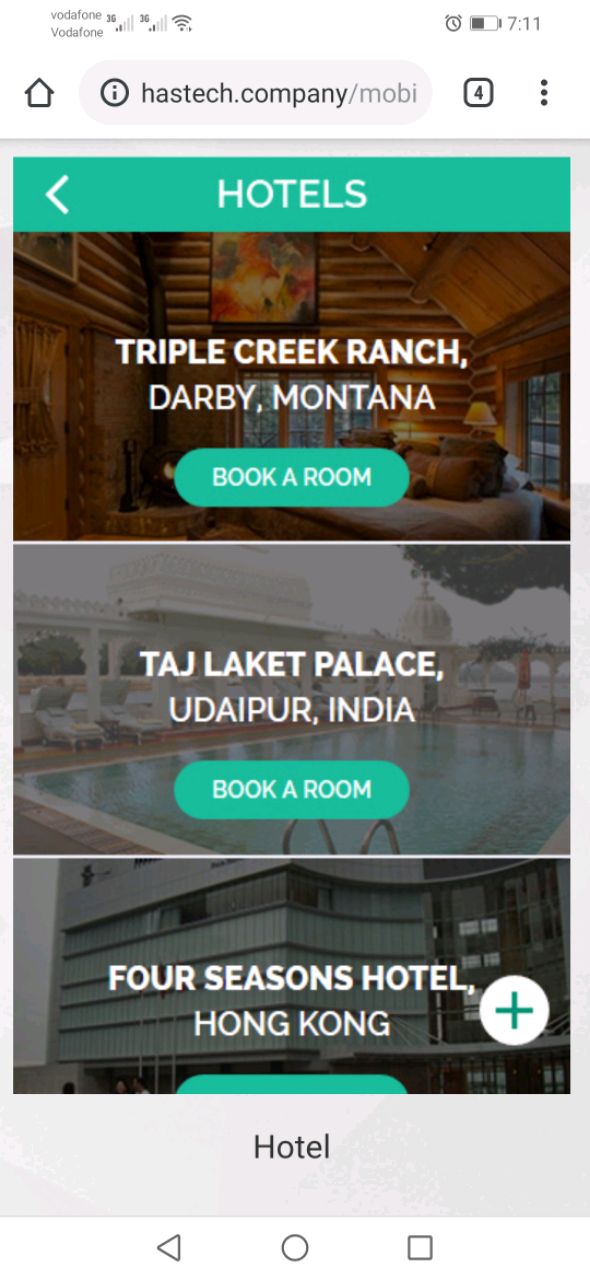 vodafone 3G 3G
Vodafone
7:11
hastech.company/mobi
4
HOTELS
TRIPLE CREEK RANCH,
DARBY, MONTANA
BOOK A ROOM
TAJ LAKET PALACE,
UDAIPUR, INDIA
BOOK A ROOM
FOUR SEASONS HOTEL,
HONG KONG
Hotel